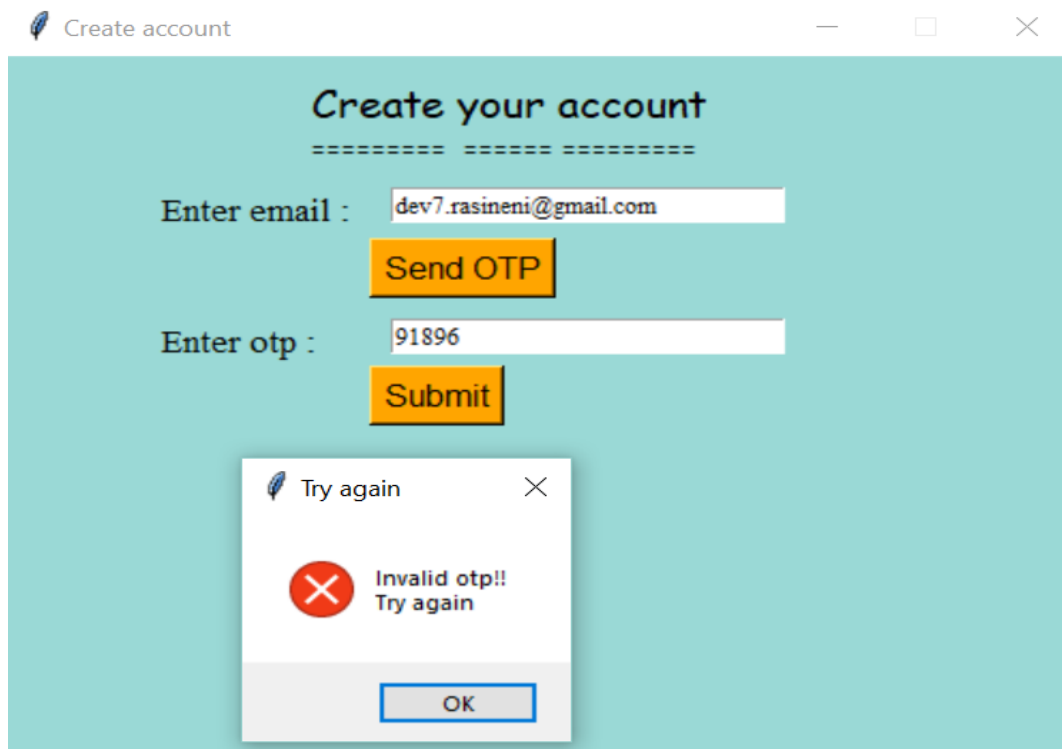 Create account
Create your account
========= ====== =========
Enter email :
dev7.rasineni@gmail.com
Send OTP
Enter otp :
91896
Submit
Try again
Invalid otp!!
Try again
OK